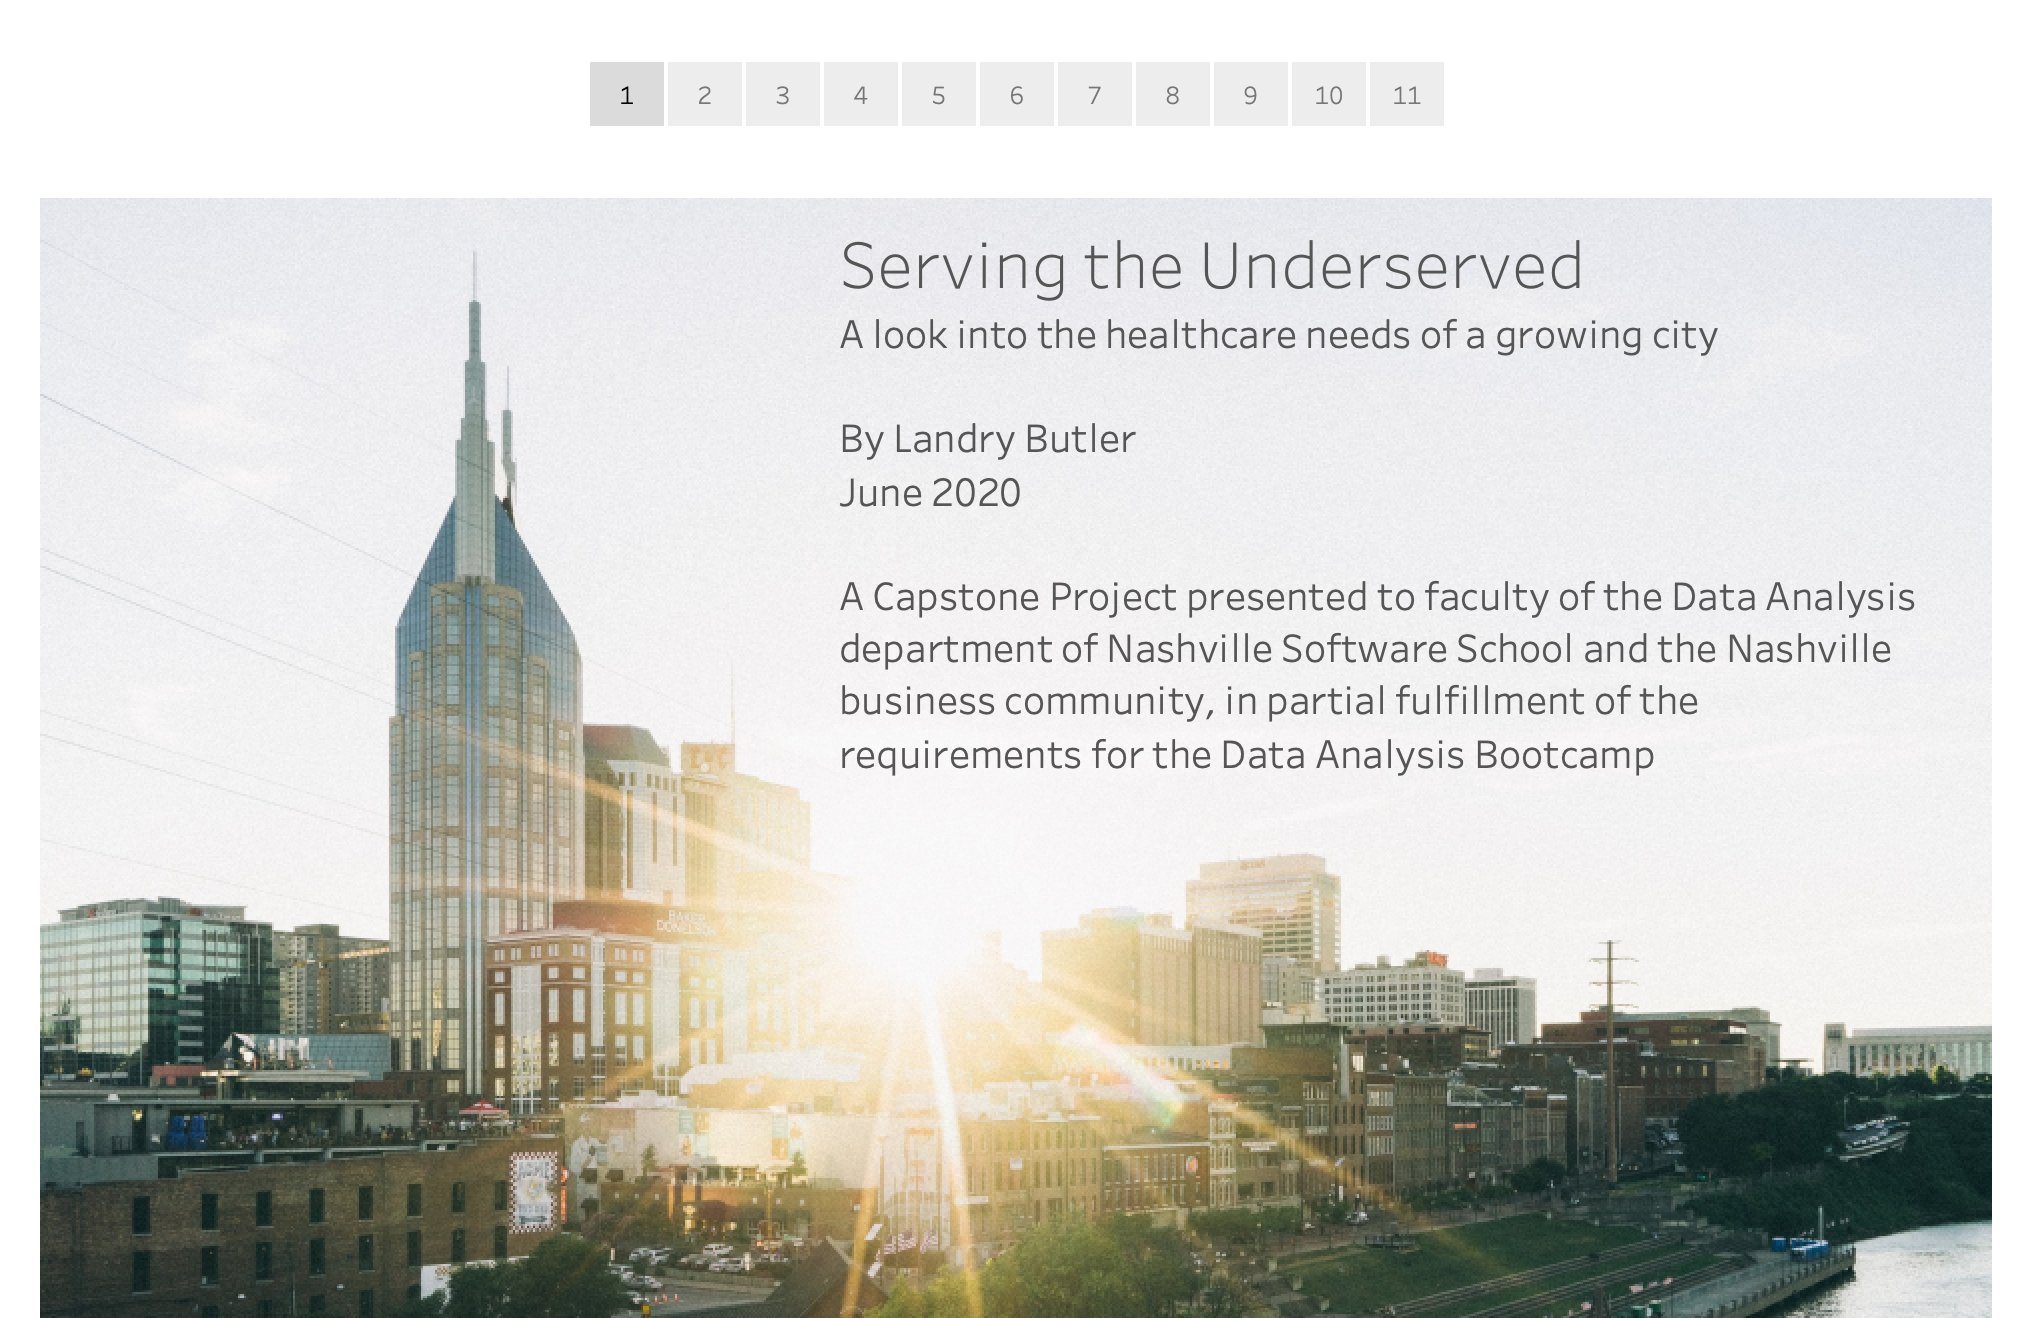 1 2 3 4 5 6 7 8 9 10 11
Serving the Underserved
A look into the healthcare needs of a growing city
By Landry Butler
June 2020
A Capstone Project presented to faculty of the Data Analysis
department of Nashville Software School and the Nashville
business community, in partial fulfillment of the
requirements for the Data Analysis Bootcamp
BAKER
DONELSON
ACME